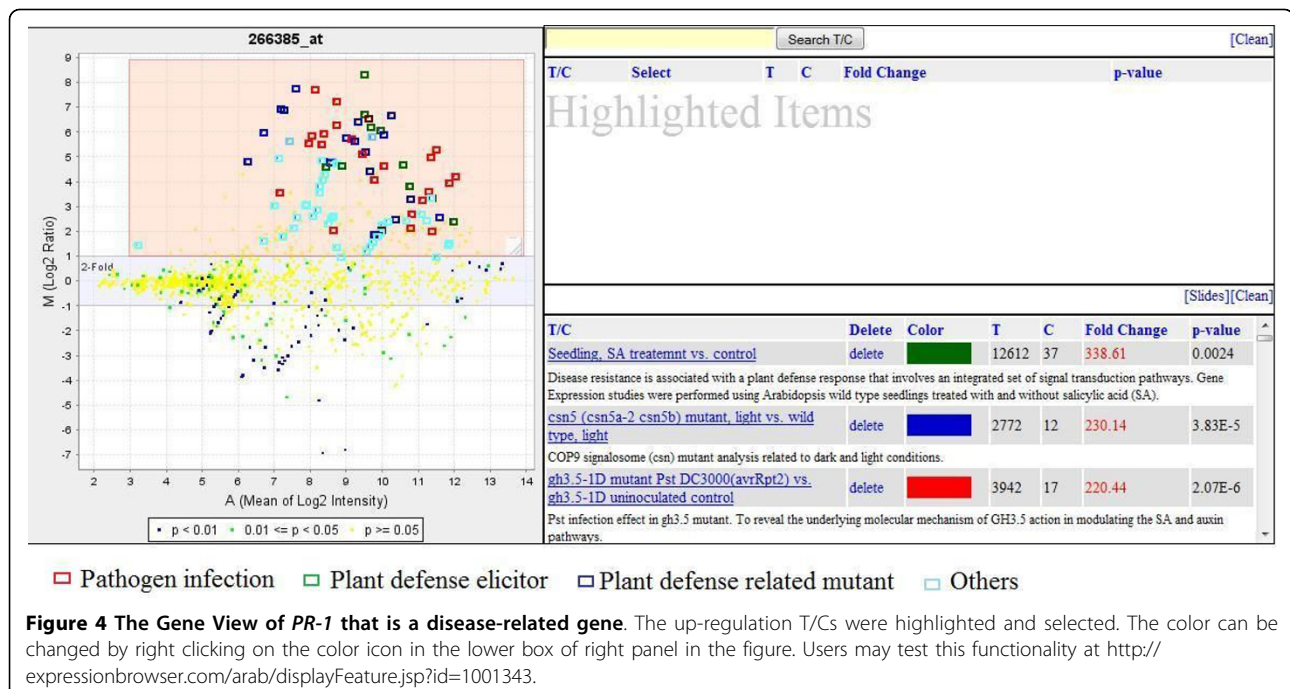 266385_at
9
8
7
6
5
4
3
2
1
0
-1
-2
-3
-4
-5
-6
-7
M (Log2 Ratio)
2-Fold
2 3 4 5 6 7 8 9 10 11 12 13 14
A (Mean of Log2 Intensity)
p < 0.01 0.01 <= p < 0.05 p >= 0.05
Search T/C [Clean]
T/C Select T C Fold Change p-value
Highlighted Items
[Slides][Clean]
T/C Delete Color T C Fold Change p-value
Seedling, SA treatemnt vs. control delete 12612 37 338.61 0.0024
Disease resistance is associated with a plant defense response that involves an integrated set of signal transduction pathways. Gene
Expression studies were performed using Arabidopsis wild type seedlings treated with and without salicylic acid (SA).
csn5 (csn5a-2 csn5b) mutant, light vs. wild
type, light delete 2772 12 230.14 3.83E-5
COP9 signalosome (csn) mutant analysis related to dark and light conditions.
gh3.5-1D mutant Pst DC3000(avrRpt2) vs.
gh3.5-1D uninoculated control delete 3942 17 220.44 2.07E-6
Pst infection effect in gh3.5 mutant. To reveal the underlying molecular mechanism of GH3.5 action in modulating the SA and auxin
pathways.
Pathogen infection Plant defense elicitor Plant defense related mutant Others
Figure 4 The Gene View of PR-1 that is a disease-related gene. The up-regulation T/Cs were highlighted and selected. The color can be
changed by right clicking on the color icon in the lower box of right panel in the figure. Users may test this functionality at http://
expressionbrowser.com/arab/displayFeature.jsp?id=1001343.